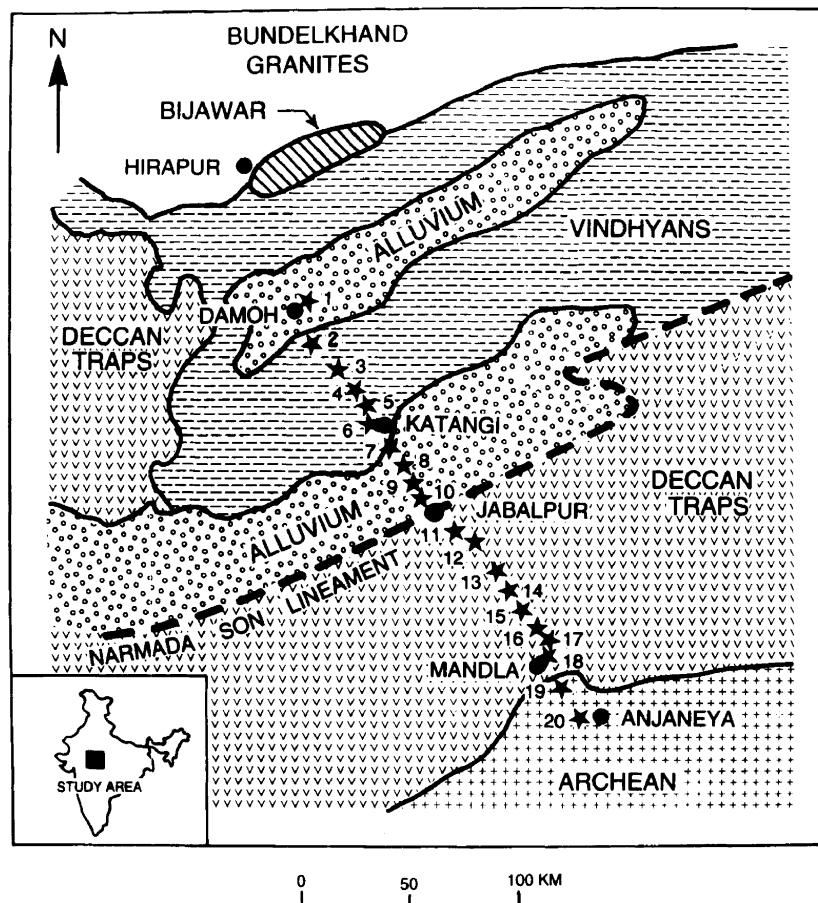 N
BUNDELKHAND
GRANITES
BIJAWAR
HIRAPUR
ALLUVIUM
VINDHYANS
1
DAMOH
2
DECCAN
TRAPS
3
4
5
6
KATANGI
7
8
9
10
DECCAN
TRAPS
JABALPUR
ALLUVIUM
11
12
NARMADA SON LINEAMENT
13
14
15
16
17
MANDLA
18
19
20
ANJANEYA
ARCHEAN
STUDY AREA
0 50 100 KM